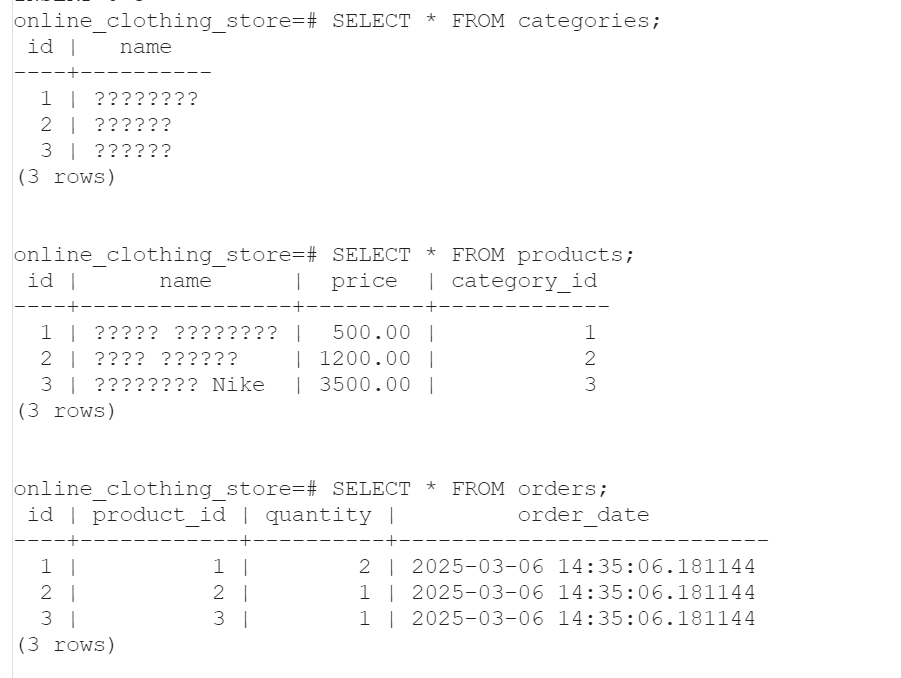 online_clothing_store=# SELECT * FROM categories;
 id |   name
----+----------
  1 | ????????
  2 | ??????
  3 | ??????
(3 rows)
online_clothing_store=# SELECT * FROM products;
 id |      name      |  price  | category_id
----+----------------+---------+-------------
  1 | ????? ???????? |  500.00 |           1
  2 | ???? ??????    | 1200.00 |           2
  3 | ???????? Nike  | 3500.00 |           3
(3 rows)
online_clothing_store=# SELECT * FROM orders;
 id | product_id | quantity |         order_date
----+------------+----------+----------------------------
  1 |          1 |        2 | 2025-03-06 14:35:06.181144
  2 |          2 |        1 | 2025-03-06 14:35:06.181144
  3 |          3 |        1 | 2025-03-06 14:35:06.181144
(3 rows)